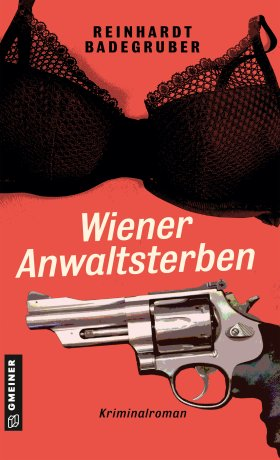 REINHARDT
BADEGRUBER
Wiener
Anwaltsterben
Kriminalroman
GMEINER